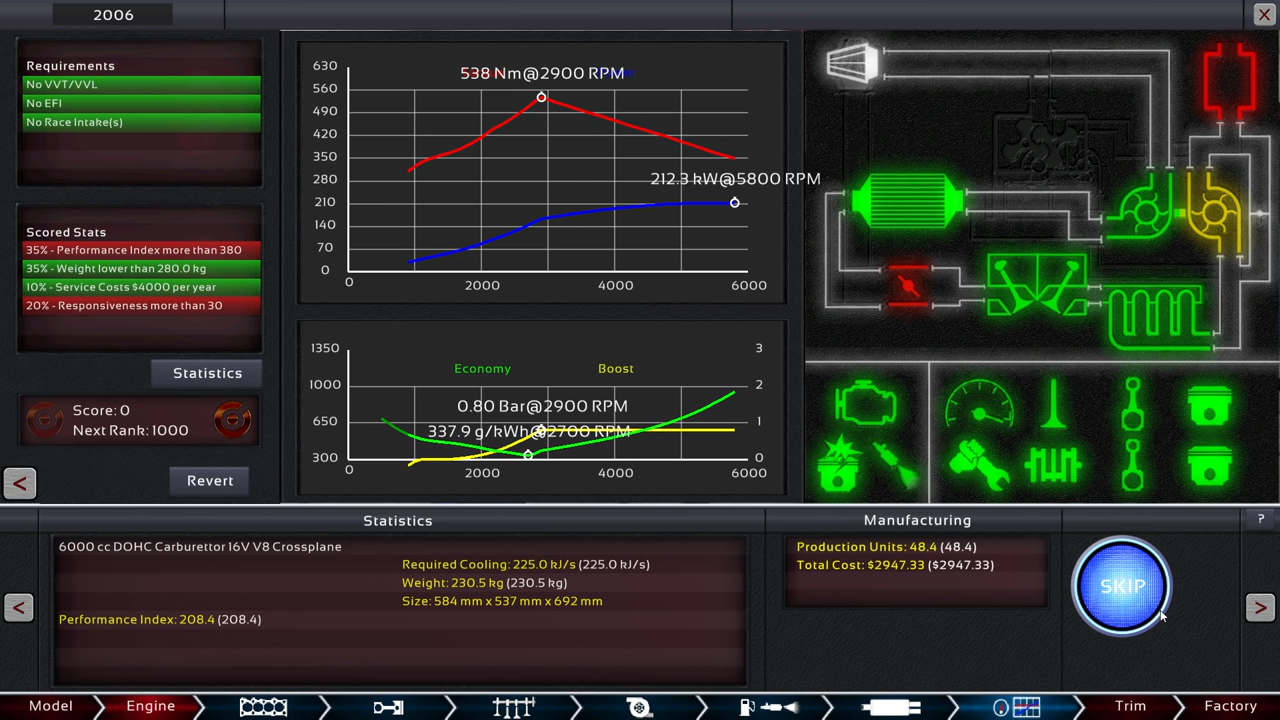 2006
Requirements
No VVT/VVL
No EFI
No Race Intake(s)
Scored Stats
35% - Performance Index more than 380
35% - Weight lower than 280.0 kg
10% - Service Costs $4000 per year
20% - Responsiveness more than 30
Statistics
Score: 0
Next Rank: 1000
Revert
<
630
560
490
420
350
280
210
140
70
0
538 Nm@2900 RPM
212.3 kW@5800 RPM
0
2000
4000
6000
1350
1000
650
300
3
2
1
0
Economy
Boost
0.80 Bar@2900 RPM
337.9 g/kWh@2700 RPM
0
2000
4000
6000
Statistics
6000 cc DOHC Carburettor 16V V8 Crossplane
Required Cooling: 225.0 kJ/s (225.0 kJ/s)
Weight: 230.5 kg (230.5 kg)
Size: 584 mm x 537 mm x 692 mm
Performance Index: 208.4 (208.4)
<
Manufacturing
Production Units: 48.4 (48.4)
Total Cost: $2947.33 ($2947.33)
SKIP
?
>
Model
Engine
Trim
Factory